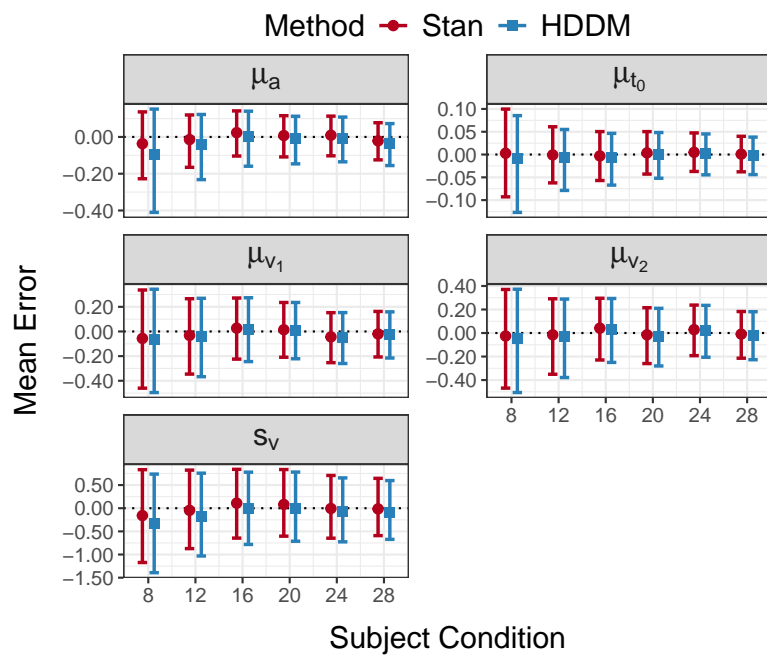 Method Stan HDDM
μa μt0
0.00
−0.20
−0.40
0.10
0.05
0.00
−0.05
−0.10
μv1 μv2
0.20
0.00
−0.20
−0.40
0.40
0.20
0.00
−0.20
−0.40
8 12 16 20 24 28
sv
0.50
0.00
−0.50
−1.00
−1.50
8 12 16 20 24 28
Mean Error
Subject Condition